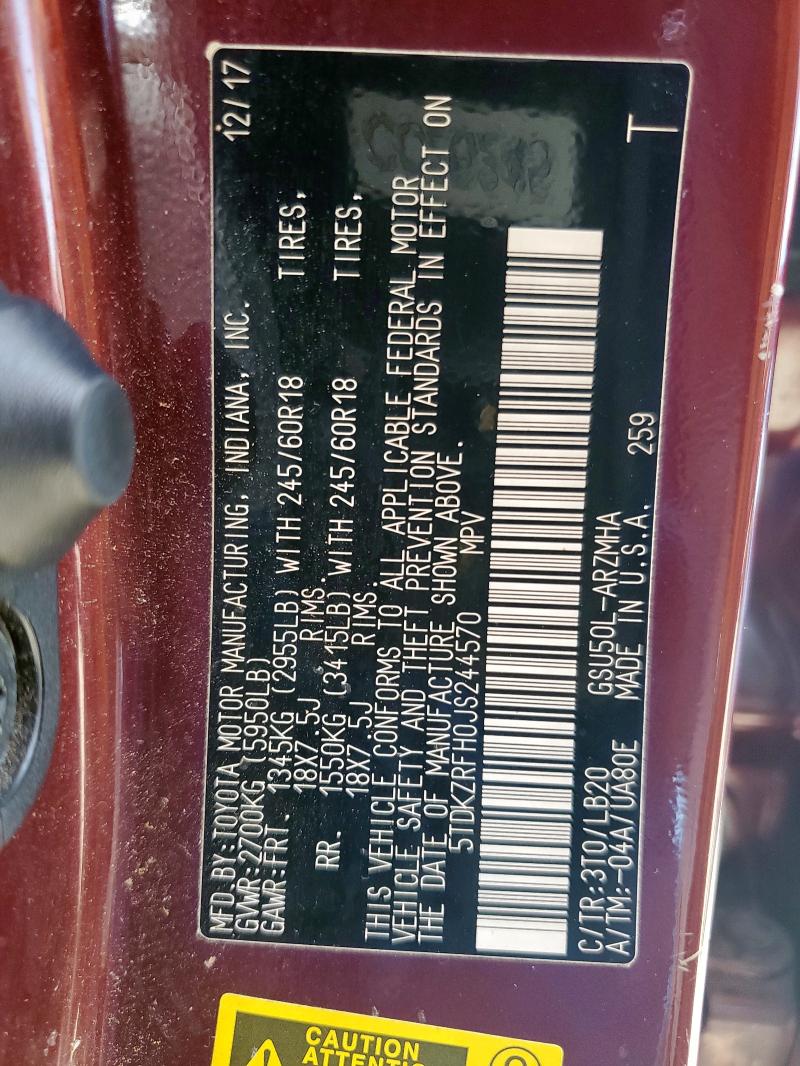 MFD.BY:TOYOTA MOTOR MANUFACTURING, INDIANA, INC. 12/17
GVWR:2700KG (5950LB)
GAWR:FRT. 1345KG (2955LB) WITH 245/60R18 TIRES,
18X7.5J RIMS.
RR. 1550KG (3415LB) WITH 245/60R18 TIRES,
18X7.5J RIMS.
THIS VEHICLE CONFORMS TO ALL APPLICABLE FEDERAL MOTOR
VEHICLE SAFETY AND THEFT PREVENTION STANDARDS IN EFFECT ON
THE DATE OF MANUFACTURE SHOWN ABOVE.
5TDKZRFH0JS244570 MPV
C/TR:3T0/LB20 GSU50L-ARZMHA
A/TM:-04A/UA80E MADE IN U.S.A. 259 T
CAUTION